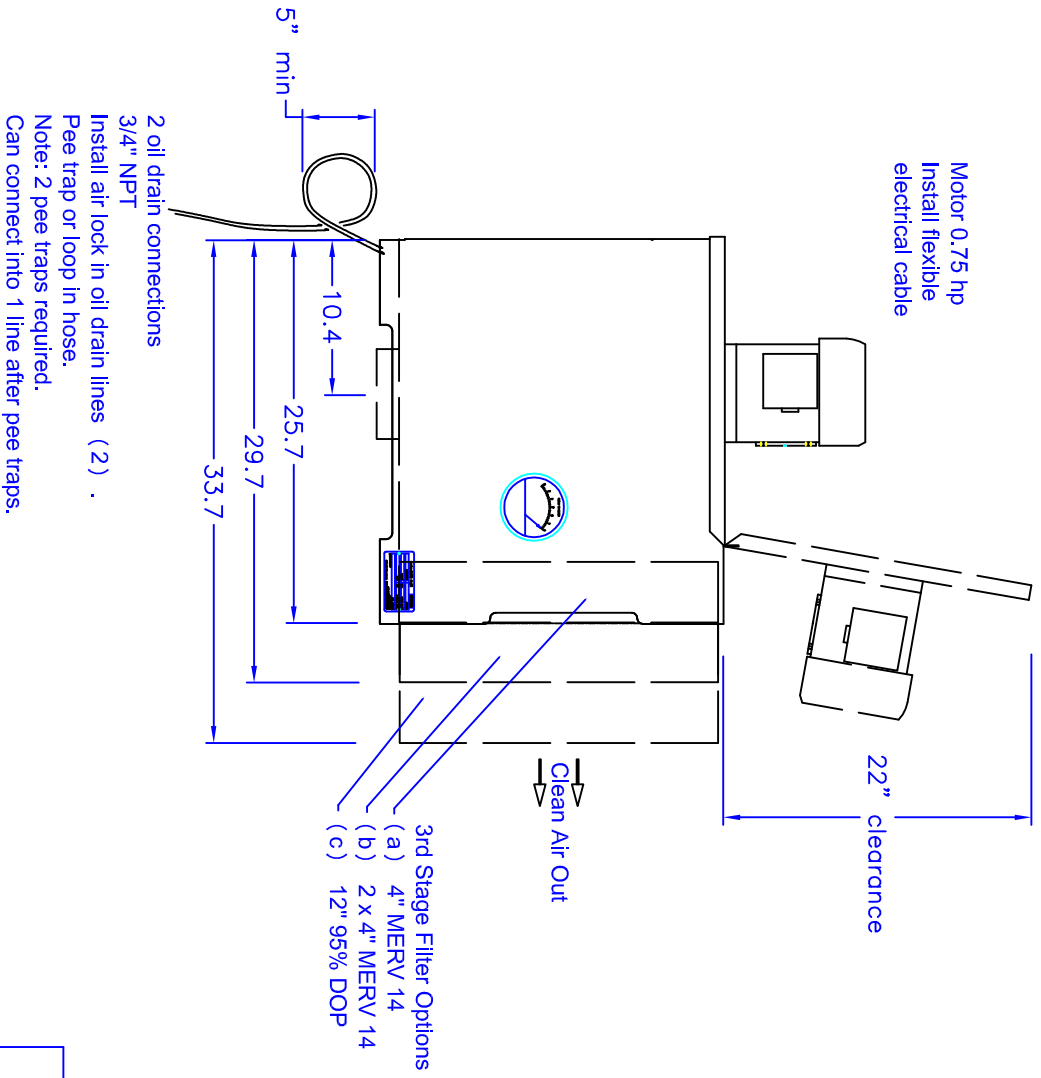 Motor 0.75 hp
Install flexible
electrical cable
22" clearance
5" min
10.4
25.7
29.7
33.7
Clean Air Out
3rd Stage Filter Options
(a) 4" MERV 14
(b) 2 x 4" MERV 14
(c) 12" 95% DOP
2 oil drain connections
3/4" NPT
Install air lock in oil drain lines (2) .
Pee trap or loop in hose.
Note: 2 pee traps required.
Can connect into 1 line after pee traps.